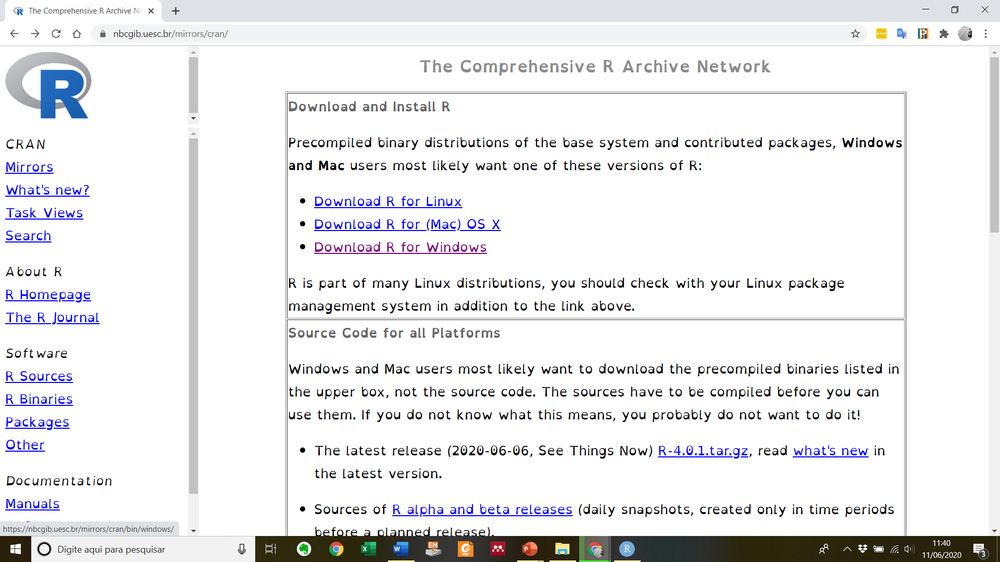 The Comprehensive R Archive Ne
nbcgib.uesc.br/mirrors/cran/
R
CRAN
Mirrors
What's new?
Task Views
Search
About R
R Homepage
The R Journal
Software
R Sources
R Binaries
Packages
Other
Documentation
Manuals
https://nbcgib.uesc.br/mirrors/cran/bin/windows/
The Comprehensive R Archive Network
Download and Install R
Precompiled binary distributions of the base system and contributed packages, Windows
and Mac users most likely want one of these versions of R:
Download R for Linux
Download R for (Mac) OS X
Download R for Windows
R is part of many Linux distributions, you should check with your Linux package
management system in addition to the link above.
Source Code for all Platforms
Windows and Mac users most likely want to download the precompiled binaries listed in
the upper box, not the source code. The sources have to be compiled before you can
use them. If you do not know what this means, you probably do not want to do it!
The latest release (2020-06-06, See Things Now) R-4.0.1.tar.gz, read what's new in
the latest version.
Sources of R alpha and beta releases (daily snapshots, created only in time periods
before a planned release).
Digite aqui para pesquisar
EN
PDF
R
11:40
11/06/2020
3